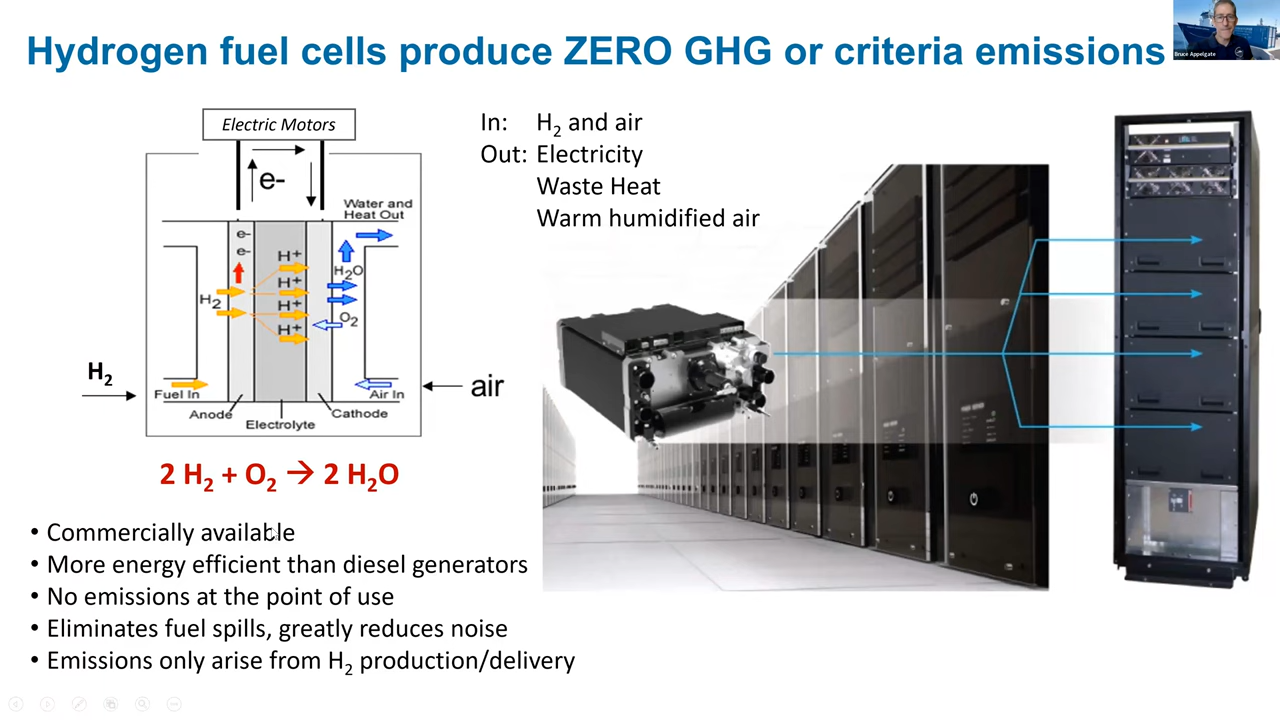 Hydrogen fuel cells produce ZERO GHG or criteria emissions
Bruce Appelgate
Electric Motors
e-
Water and
Heat Out
e-
e-
H+
H+
H+
H+
H2O
H2
O2
H2
Fuel In
Air In
air
Anode
Cathode
Electrolyte
2 H2 + O2 → 2 H2O
In: H2 and air
Out: Electricity
Waste Heat
Warm humidified air
• Commercially available
• More energy efficient than diesel generators
• No emissions at the point of use
• Eliminates fuel spills, greatly reduces noise
• Emissions only arise from H2 production/delivery